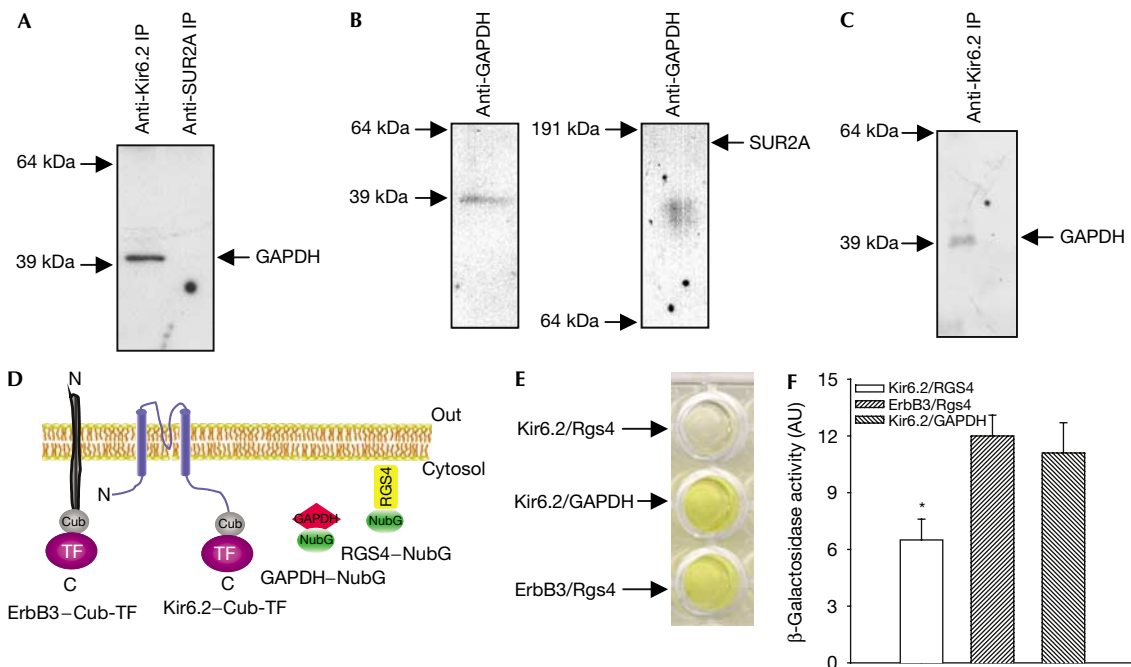 A
Anti-Kir6.2 IP
Anti-SUR2A IP
64 kDa
39 kDa
GAPDH
B
Anti-GAPDH
64 kDa
39 kDa
Anti-GAPDH
191 kDa
SUR2A
64 kDa
C
Anti-Kir6.2 IP
64 kDa
39 kDa
GAPDH
D
N
Out
Cytosol
N
Cub
TF
C
ErbB3–Cub-TF
Cub
TF
C
Kir6.2–Cub-TF
GAPDH
NubG
GAPDH–NubG
RGS4
NubG
RGS4–NubG
E
Kir6.2/Rgs4
Kir6.2/GAPDH
ErbB3/Rgs4
F
β-Galactosidase activity (AU)
15
12
9
6
3
0
Kir6.2/RGS4
ErbB3/Rgs4
Kir6.2/GAPDH
*